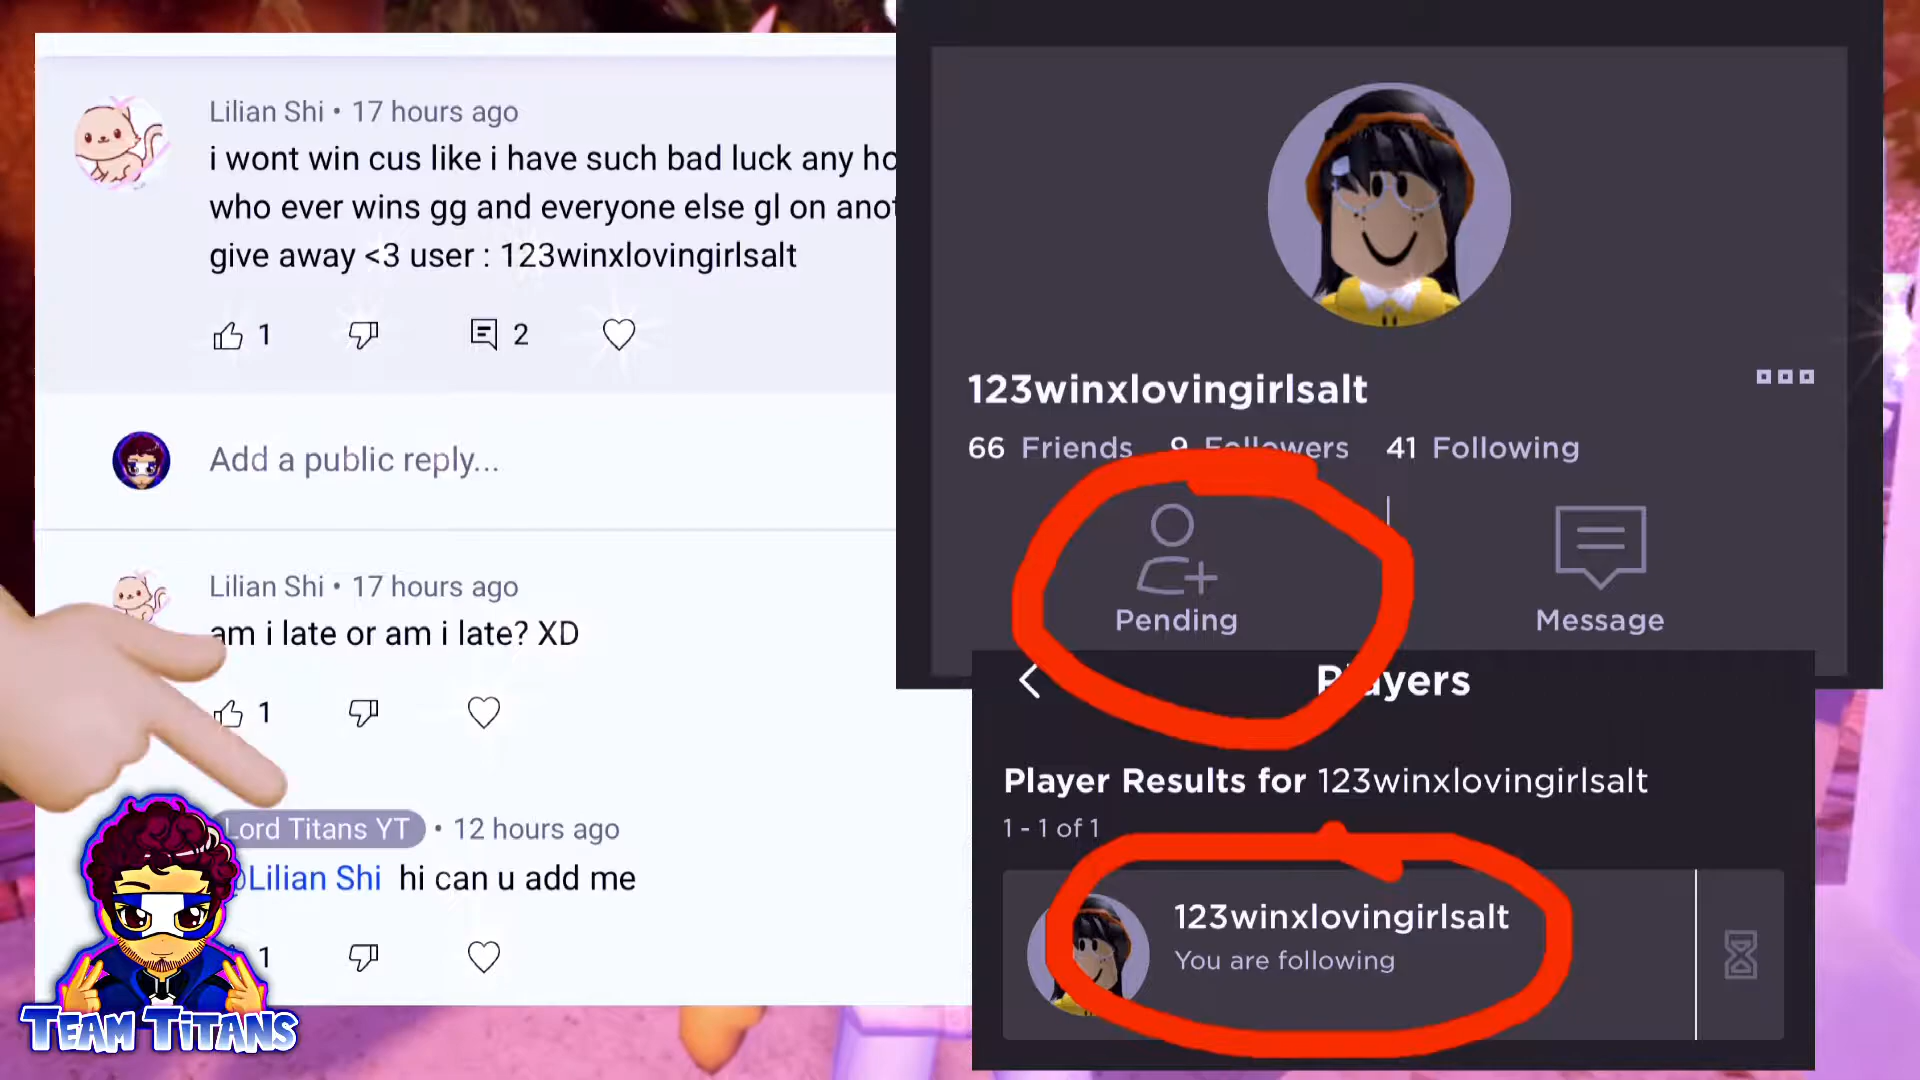 Lilian Shi • 17 hours ago
i wont win cus like i have such bad luck any
who ever wins gg and everyone else gl on
give away <3 user : 123winxlovingirlsalt
1
2
Add a public reply...
Lilian Shi • 17 hours ago
am i late or am i late? XD
1
Lord Titans YT • 12 hours ago
@Lilian Shi hi can u add me
1
TEAM TITANS
123winxlovingirlsalt
66 Friends 9 Followers 41 Following
Pending
Message
Players
Player Results for 123winxlovingirlsalt
1 - 1 of 1
123winxlovingirlsalt
You are following